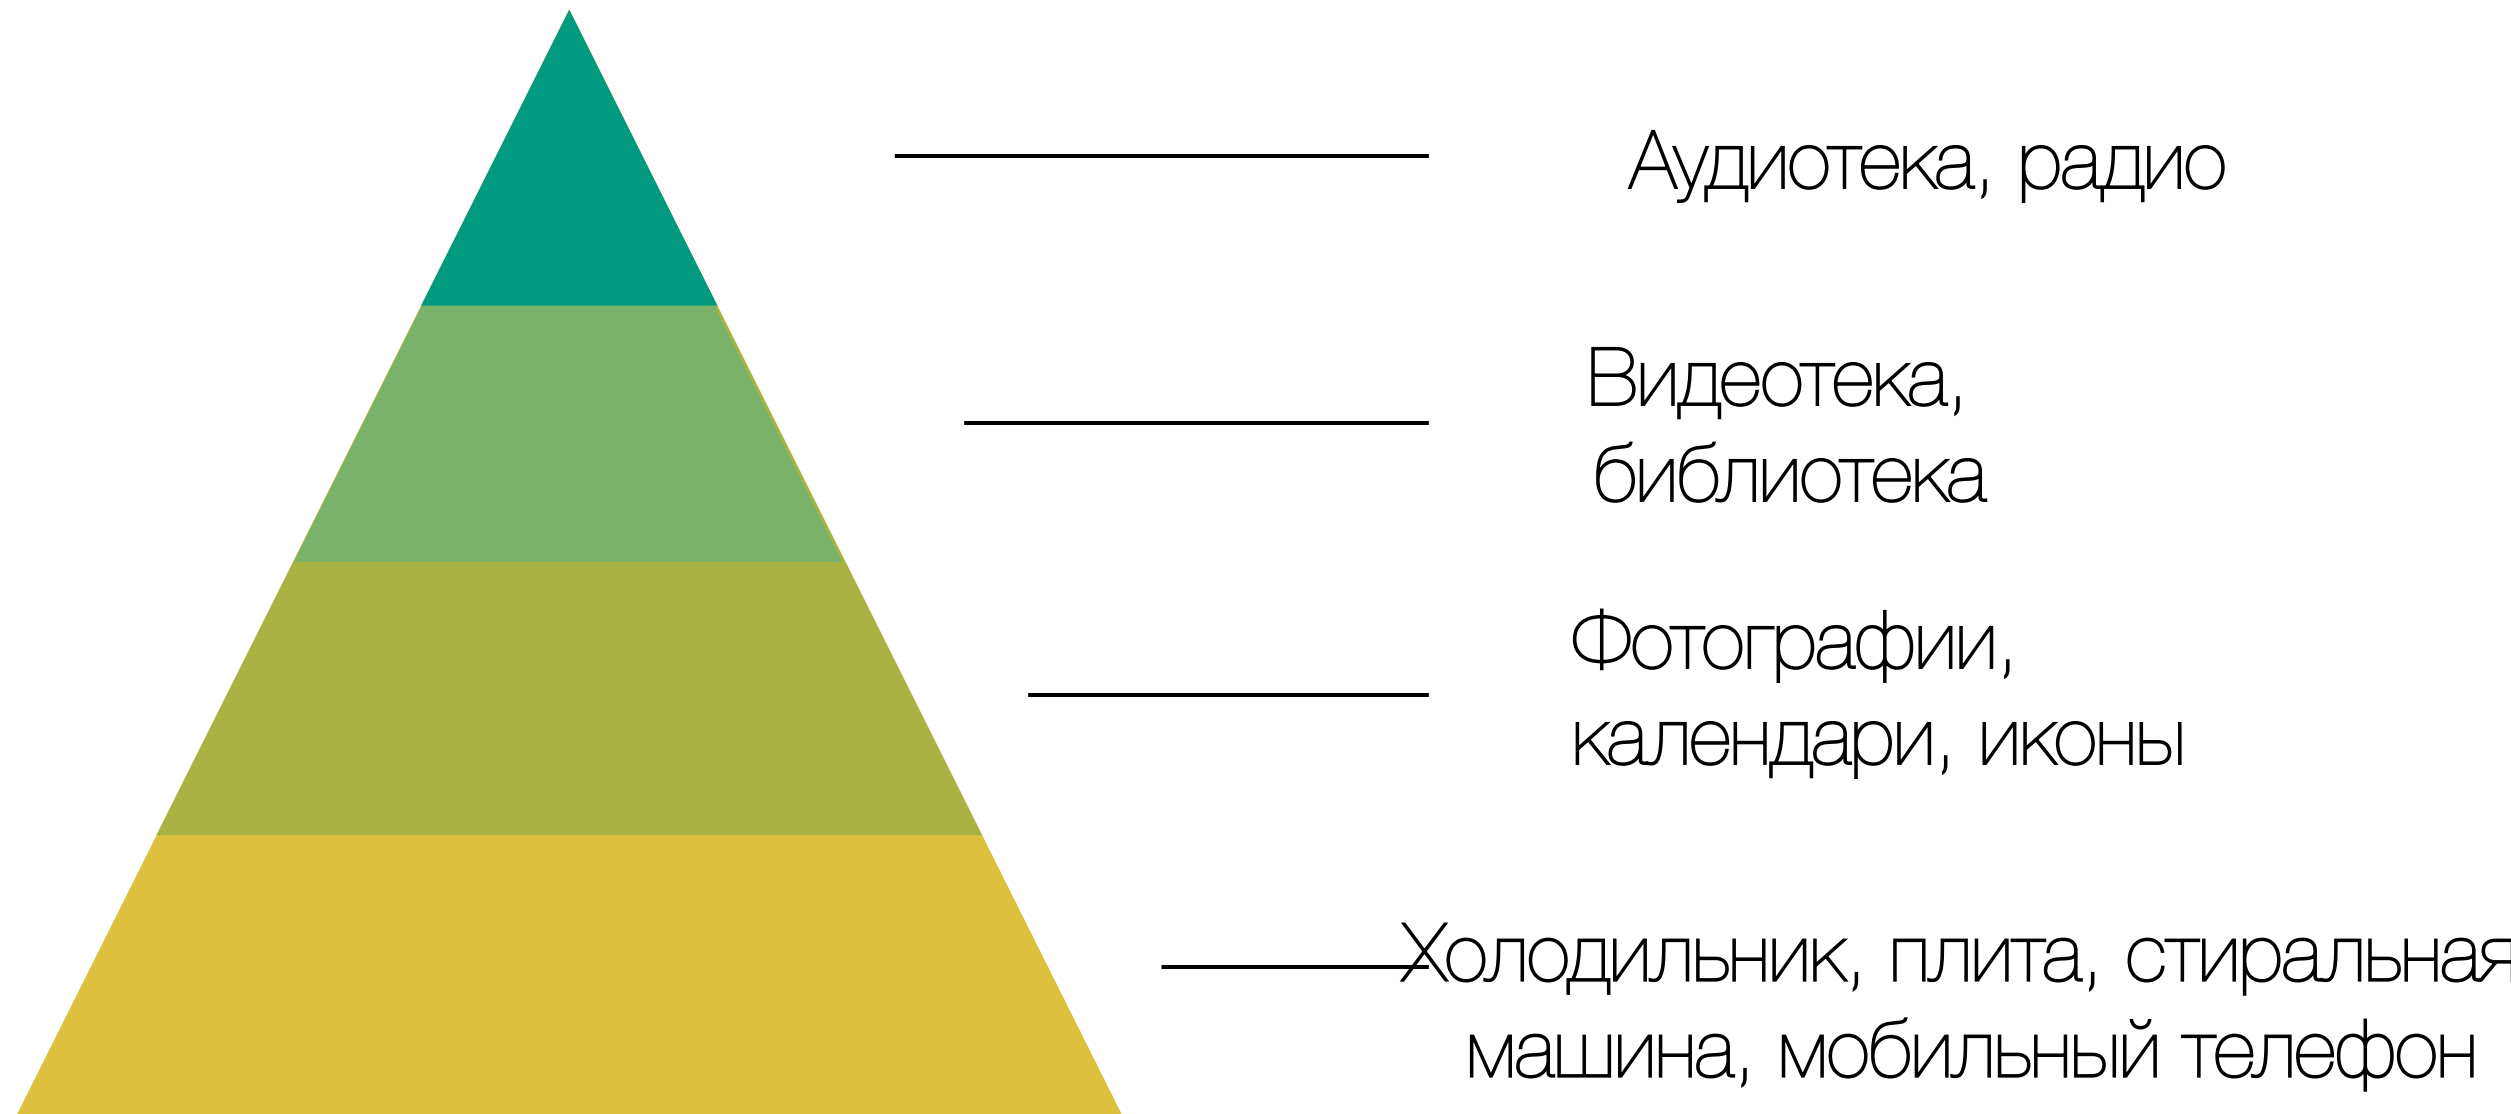 Аудиотека, радио
Видеотека,
библиотека
Фотографии,
календари, иконы
Холодильник, плита, стиральная
машина, мобильный телефон